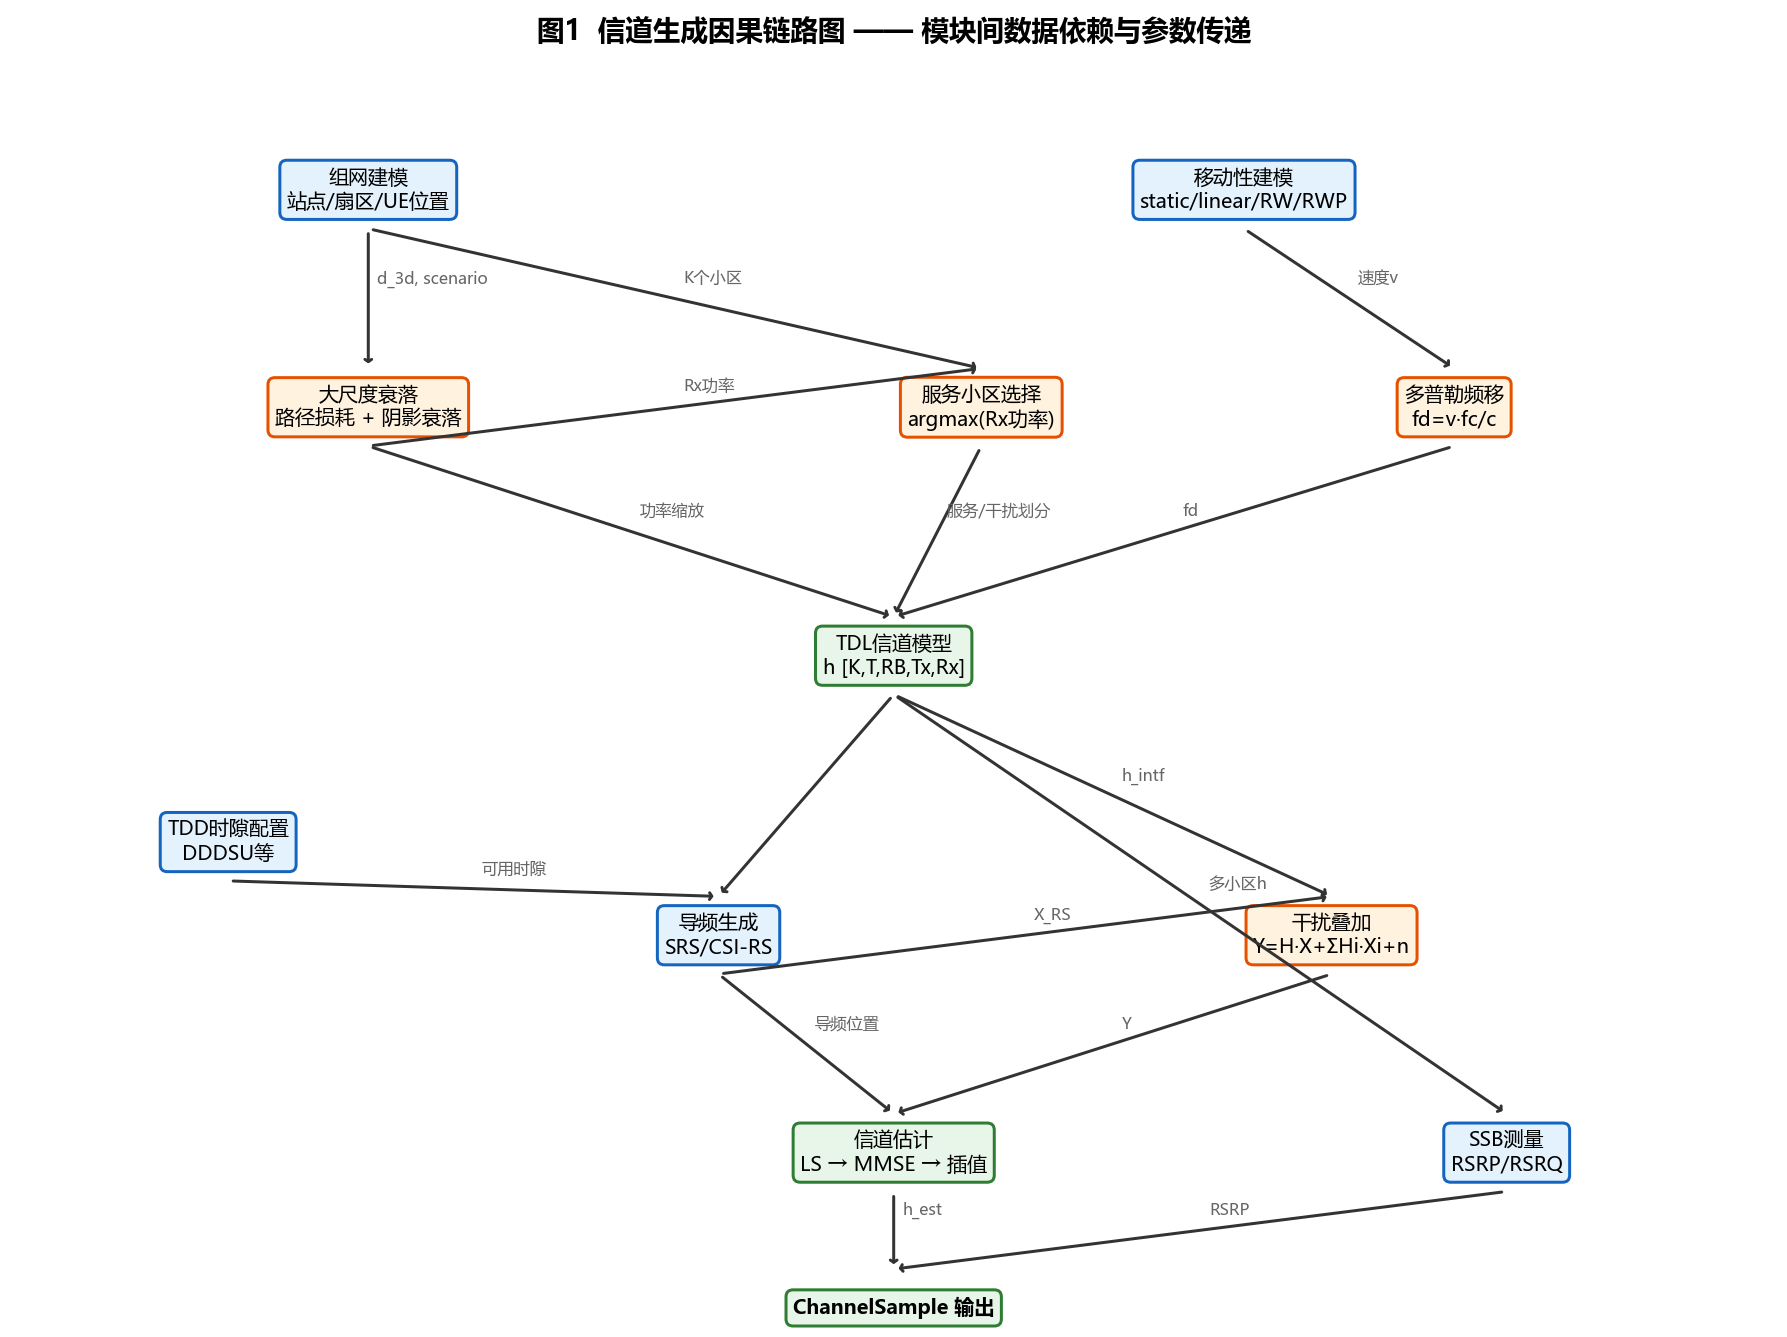 图1 信道生成因果链路图 —— 模块间数据依赖与参数传递
组网建模
站点/扇区/UE位置
移动性建模
static/linear/RW/RWP
d_3d, scenario
K个小区
速度v
大尺度衰落
路径损耗 + 阴影衰落
Rx功率
服务小区选择
argmax(Rx功率)
多普勒频移
fd=v·fc/c
功率缩放
服务/干扰划分
fd
TDL信道模型
h [K,T,RB,Tx,Rx]
h_intf
TDD时隙配置
DDDSU等
可用时隙
多小区h
导频生成
SRS/CSI-RS
X_RS
干扰叠加
Y=H·X+ΣHi·Xi+n
导频位置
Y
信道估计
LS → MMSE → 插值
SSB测量
RSRP/RSRQ
h_est
RSRP
ChannelSample 输出